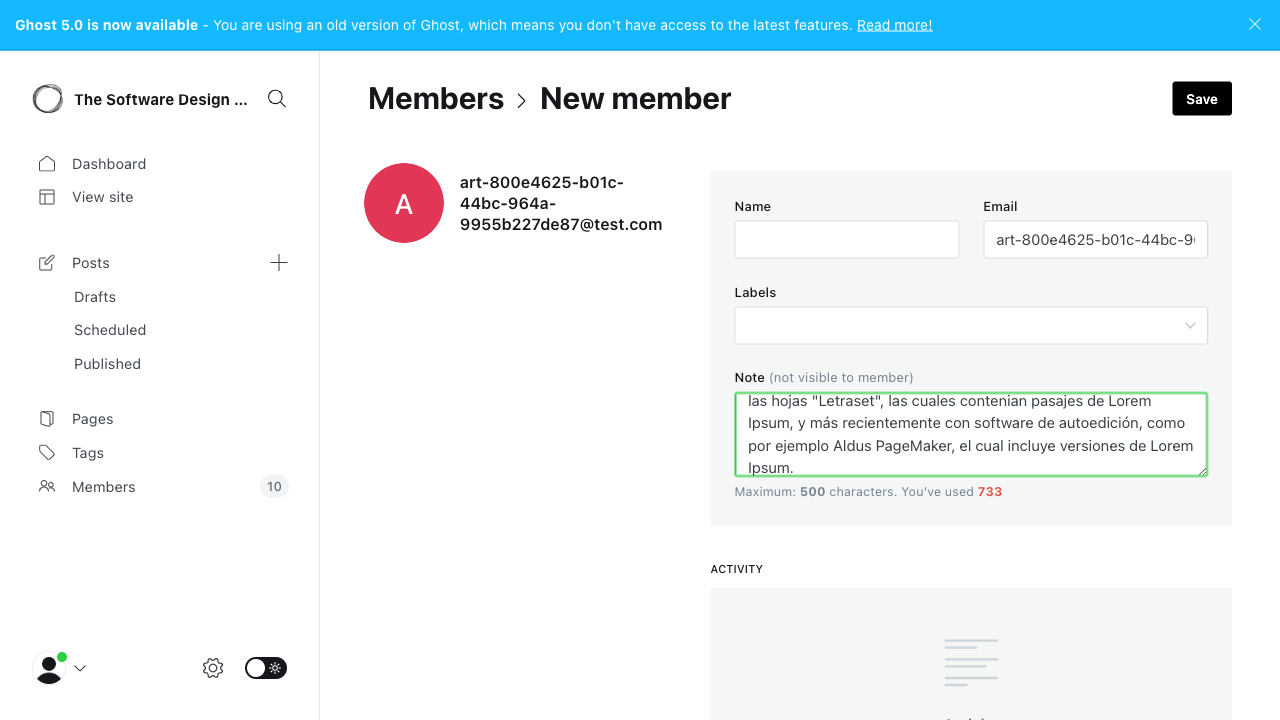 Ghost 5.0 is now available - You are using an old version of Ghost, which means you don't have access to the latest features. Read more!
The Software Design ...
Dashboard
View site
Posts
Drafts
Scheduled
Published
Pages
Tags
Members 10
Members > New member
Save
A
art-800e4625-b01c-
44bc-964a-
9955b227de87@test.com
Name
Email
art-800e4625-b01c-44bc-9
Labels
Note (not visible to member)
las hojas "Letraset", las cuales contenian pasajes de Lorem
Ipsum, y más recientemente con software de autoedición, como
por ejemplo Aldus PageMaker, el cual incluye versiones de Lorem
Ipsum.
Maximum: 500 characters. You've used 733
ACTIVITY